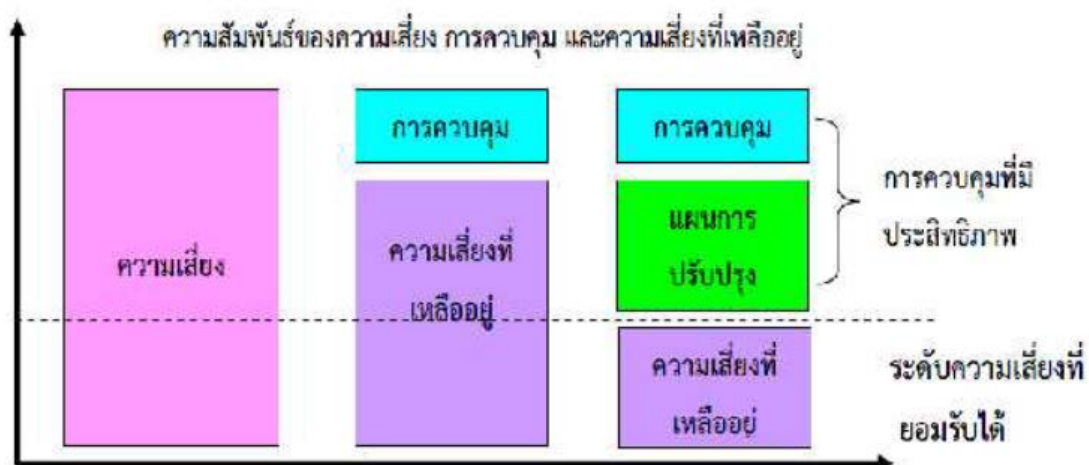 ความสัมพันธ์ของความเสี่ยง การควบคุม และความเสี่ยงที่เหลืออยู่
ความเสี่ยง
การควบคุม
ความเสี่ยงที่
เหลืออยู่
การควบคุม
แผนการ
ปรับปรุง
ความเสี่ยงที่
เหลืออยู่
การควบคุมที่มี
ประสิทธิภาพ
ระดับความเสี่ยงที่
ยอมรับได้